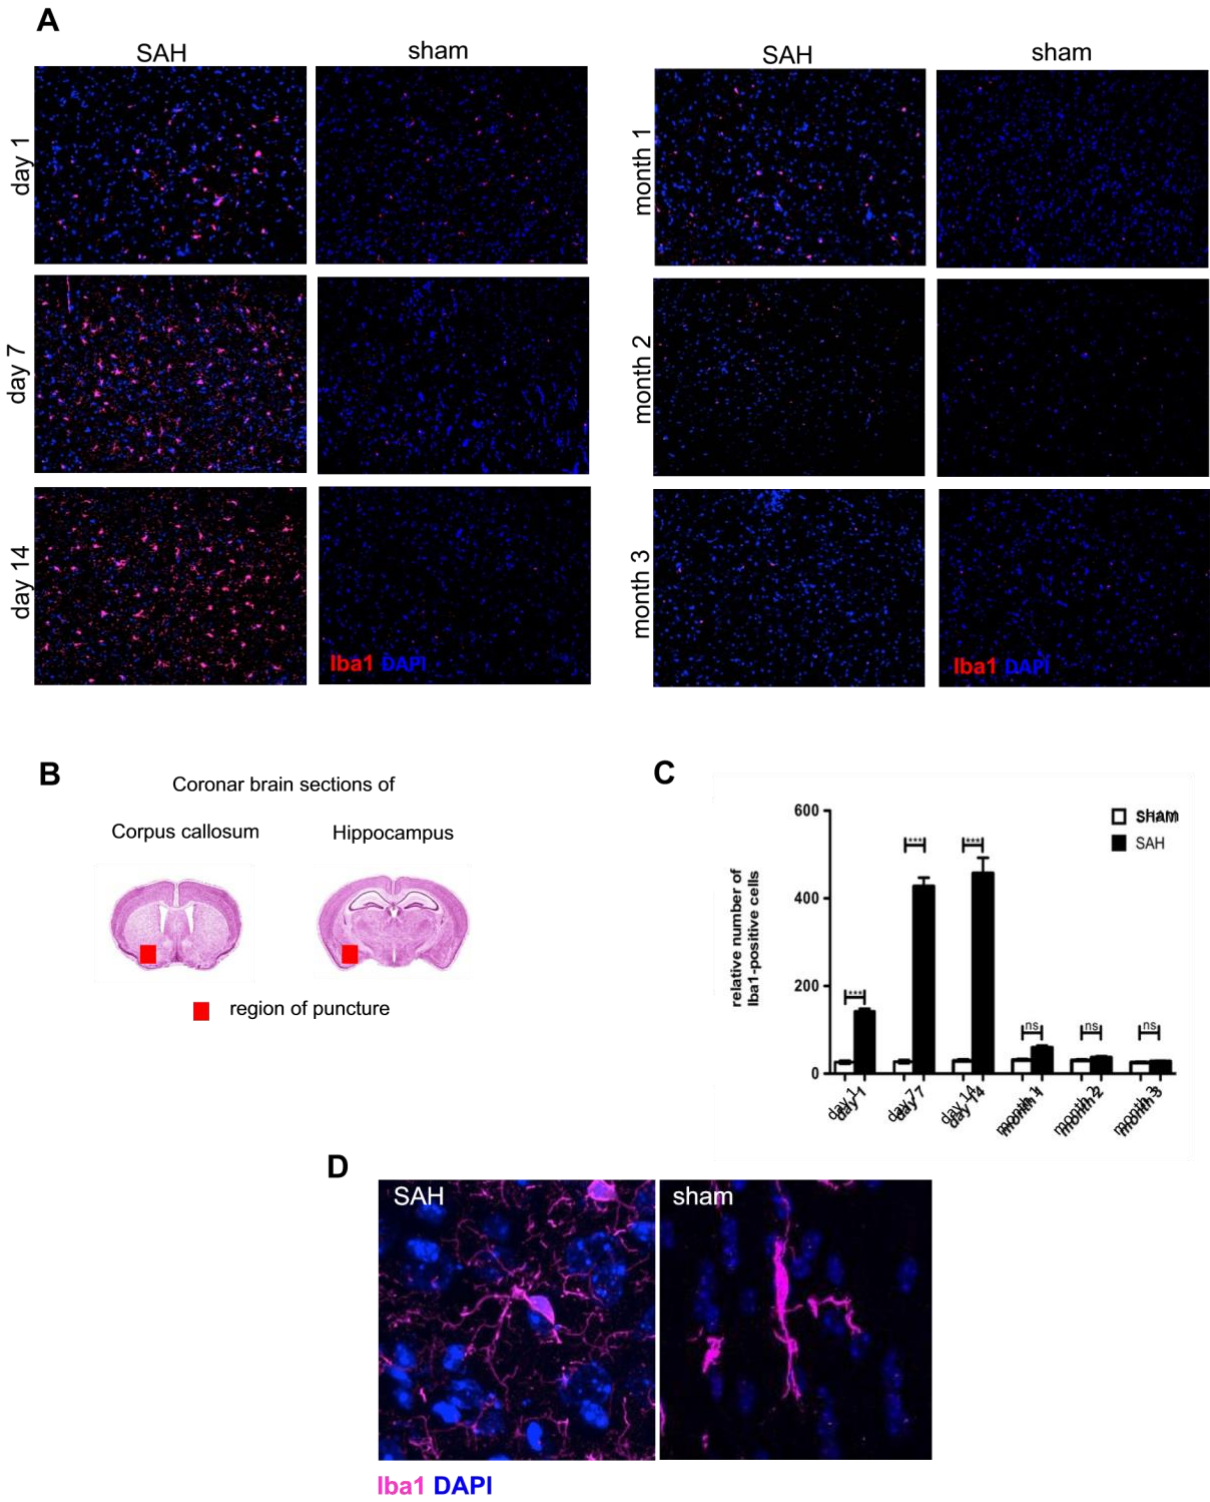 A
SAH sham SAH sham
day 1
month 1
day 7
month 2
day 14
month 3
Iba1 DAPI
Iba1 DAPI
B
Coronar brain sections of
Corpus callosum Hippocampus
region of puncture
C
600
400
200
0
relative number of
Iba1-positive cells
sham
SAH
***
***
***
ns
ns
ns
day 1
day 7
day 14
month 1
month 2
month 3
D
SAH sham
Iba1 DAPI